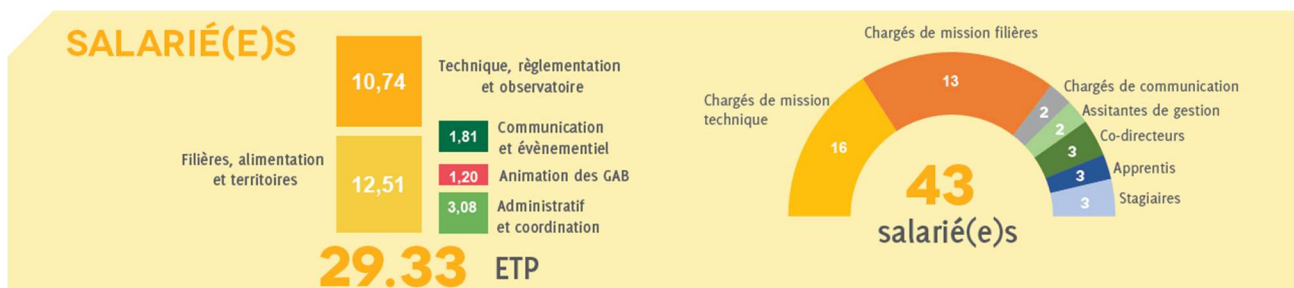 SALARIÉ(E)S
10,74
Technique, règlementation
et observatoire
1,81
Communication
et évènementiel
Filières, alimentation
et territoires
12,51
1,20
Animation des GAB
3,08
Administratif
et coordination
29.33 ETP
Chargés de mission filières
13
Chargés de mission
technique
16
Chargés de communication
2
Assitantes de gestion
2
Co-directeurs
3
Apprentis
3
Stagiaires
3
43
salarié(e)s